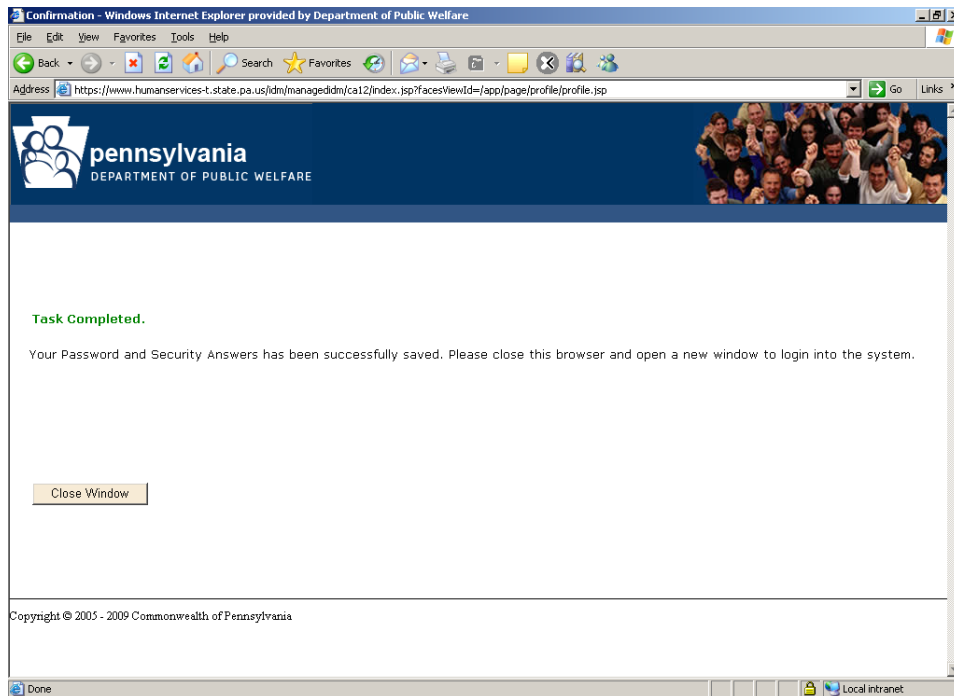 Confirmation - Windows Internet Explorer provided by Department of Public Welfare
File Edit View Favorites Tools Help
Back Search Favorites
Address https://www.humanservices-t.state.pa.us/idm/managedidm/ca12/index.jsp?facesViewId=/app/page/profile/profile.jsp Go Links
pennsylvania
DEPARTMENT OF PUBLIC WELFARE
Task Completed.
Your Password and Security Answers has been successfully saved. Please close this browser and open a new window to login into the system.
Close Window
Copyright © 2005 - 2009 Commonwealth of Pennsylvania
Done Local intranet